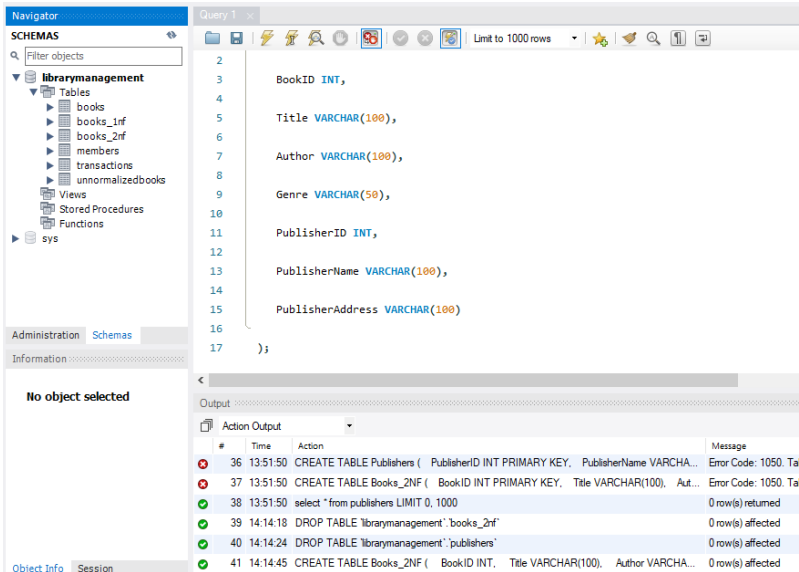 Navigator
SCHEMAS
Filter objects
librarymanagement
Tables
books
books_1nf
books_2nf
members
transactions
unnormalizedbooks
Views
Stored Procedures
Functions
sys
Administration Schemas
Information
No object selected
Object Info Session
Query 1
Limit to 1000 rows
2
3 BookID INT,
4
5 Title VARCHAR(100),
6
7 Author VARCHAR(100),
8
9 Genre VARCHAR(50),
10
11 PublisherID INT,
12
13 PublisherName VARCHAR(100),
14
15 PublisherAddress VARCHAR(100)
16
17 );
Output
Action Output
# Time Action Message
36 13:51:50 CREATE TABLE Publishers ( PublisherID INT PRIMARY KEY, PublisherName VARCHA... Error Code: 1050. Tal
37 13:51:50 CREATE TABLE Books_2NF ( BookID INT PRIMARY KEY, Title VARCHAR(100), Aut... Error Code: 1050. Tal
38 13:51:50 select * from publishers LIMIT 0, 1000 0 row(s) returned
39 14:14:18 DROP TABLE `librarymanagement`.`books_2nf` 0 row(s) affected
40 14:14:24 DROP TABLE `librarymanagement`.`publishers` 0 row(s) affected
41 14:14:45 CREATE TABLE Books_2NF ( BookID INT, Title VARCHAR(100), Author VARCHA... 0 row(s) affected